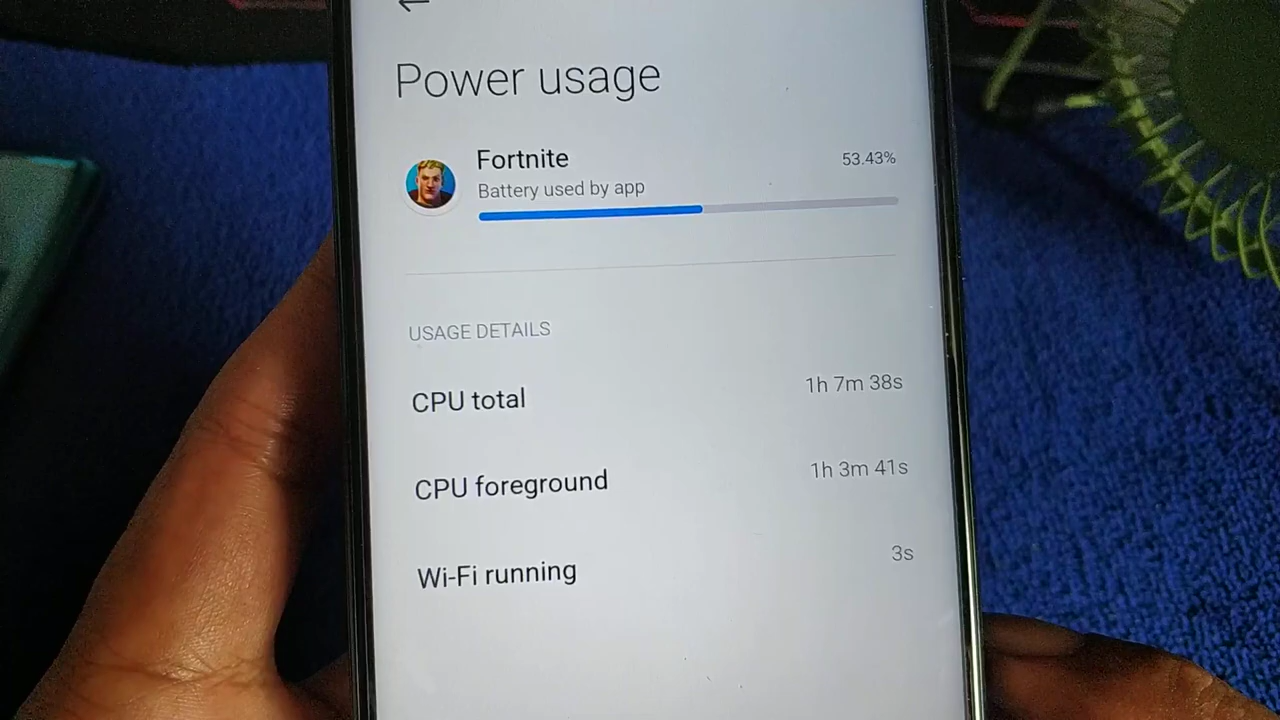 Power usage
Fortnite 53.43%
Battery used by app
USAGE DETAILS
CPU total 1h 7m 38s
CPU foreground 1h 3m 41s
Wi-Fi running 3s